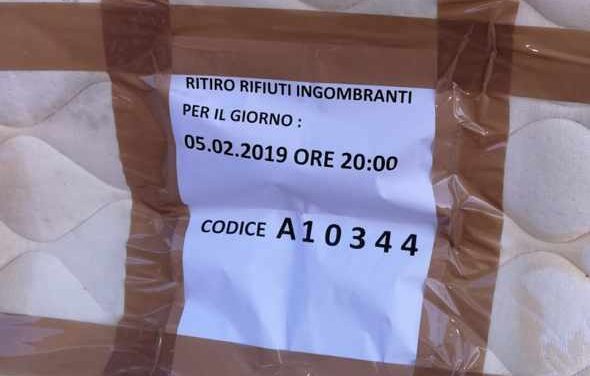 RITIRO RIFIUTI INGOMBRANTI
PER IL GIORNO :
05.02.2019 ORE 20:00
CODICE A10344